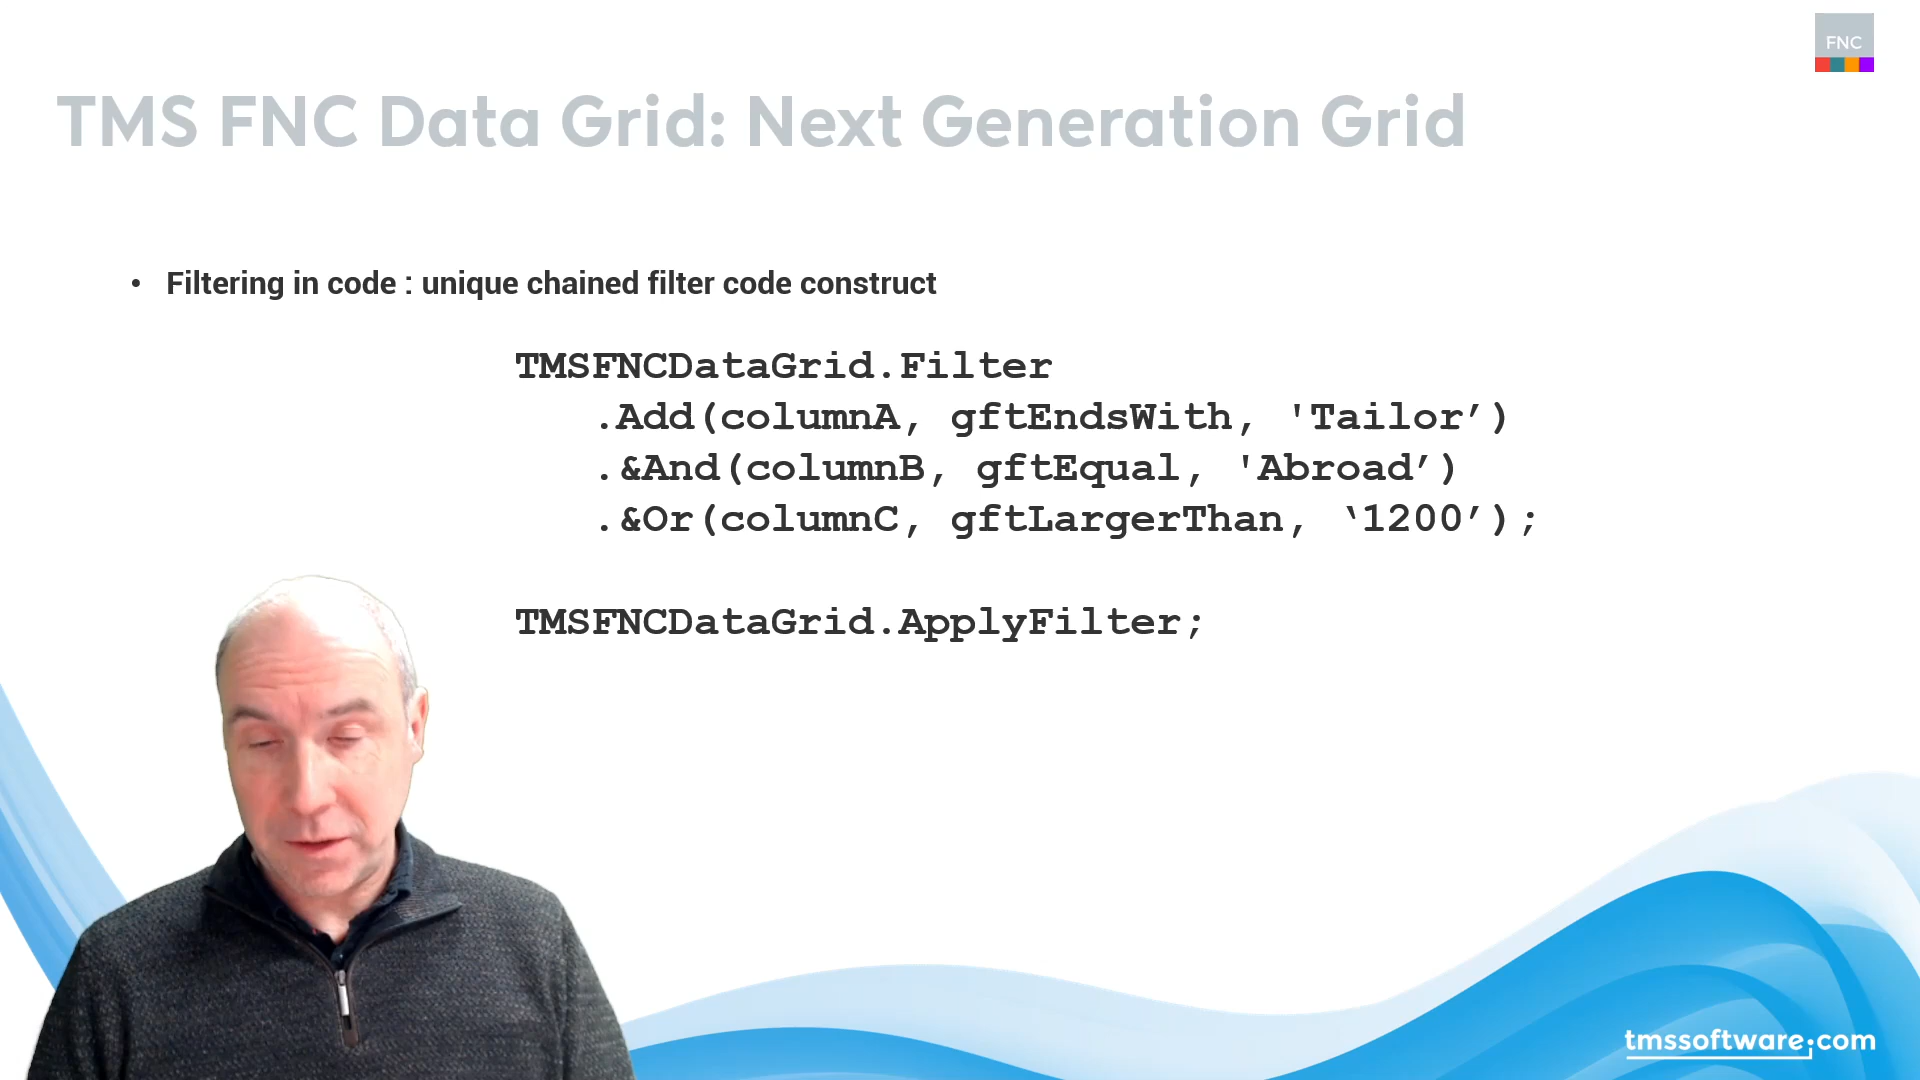 FNC
TMS FNC Data Grid: Next Generation Grid
• Filtering in code : unique chained filter code construct
TMSFNCDataGrid.Filter
.Add(columnA, gftEndsWith, 'Tailor’)
.&And(columnB, gftEqual, 'Abroad’)
.&Or(columnC, gftLargerThan, ‘1200’);
TMSFNCDataGrid.ApplyFilter;
tmssoftware.com